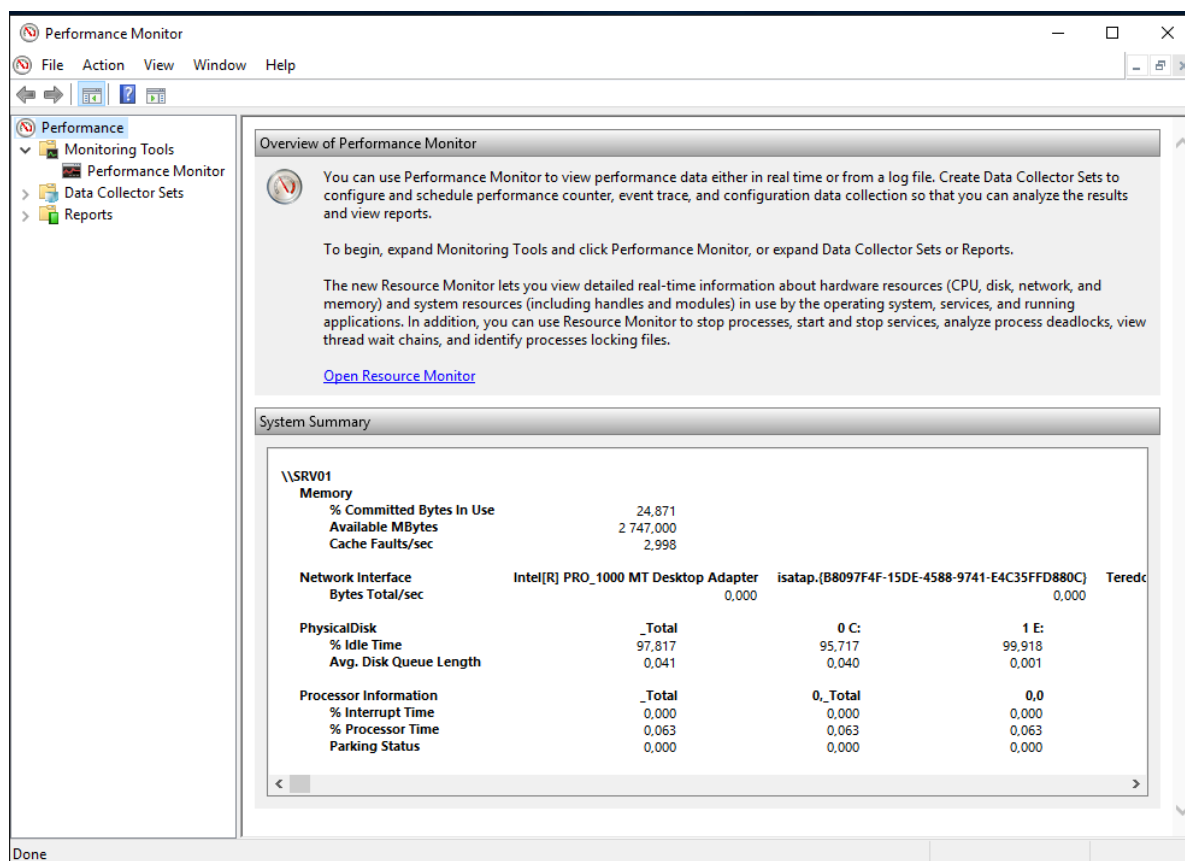 Performance Monitor
File Action View Window Help
Performance
Monitoring Tools
Performance Monitor
Data Collector Sets
Reports
Overview of Performance Monitor
You can use Performance Monitor to view performance data either in real time or from a log file. Create Data Collector Sets to
configure and schedule performance counter, event trace, and configuration data collection so that you can analyze the results
and view reports.
To begin, expand Monitoring Tools and click Performance Monitor, or expand Data Collector Sets or Reports.
The new Resource Monitor lets you view detailed real-time information about hardware resources (CPU, disk, network, and
memory) and system resources (including handles and modules) in use by the operating system, services, and running
applications. In addition, you can use Resource Monitor to stop processes, start and stop services, analyze process deadlocks, view
thread wait chains, and identify processes locking files.
Open Resource Monitor
System Summary
\\SRV01
Memory
% Committed Bytes In Use 24,871
Available MBytes 2 747,000
Cache Faults/sec 2,998
Network Interface Intel[R] PRO_1000 MT Desktop Adapter isatap.{B8097F4F-15DE-4588-9741-E4C35FFD880C} Teredo
Bytes Total/sec 0,000 0,000
PhysicalDisk _Total 0 C: 1 E:
% Idle Time 97,817 95,717 99,918
Avg. Disk Queue Length 0,041 0,040 0,001
Processor Information _Total 0,_Total 0,0
% Interrupt Time 0,000 0,000 0,000
% Processor Time 0,063 0,063 0,063
Parking Status 0,000 0,000 0,000
Done